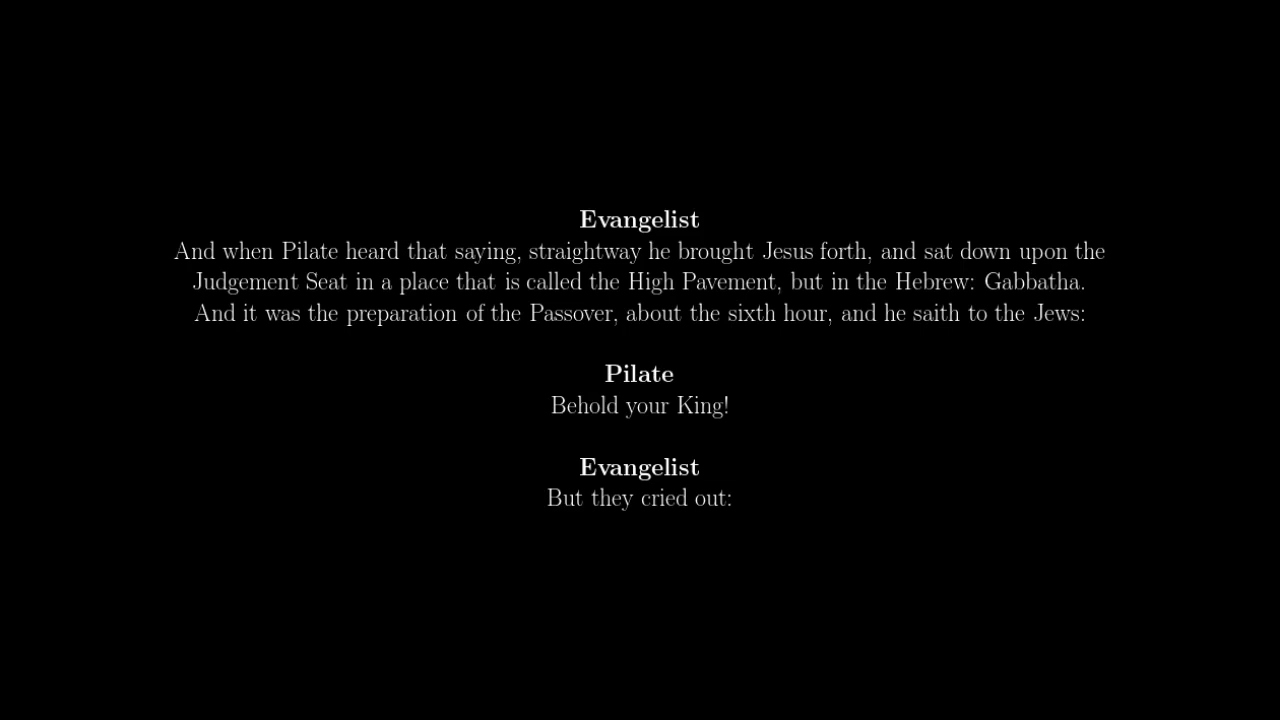 Evangelist
And when Pilate heard that saying, straightway he brought Jesus forth, and sat down upon the
Judgement Seat in a place that is called the High Pavement, but in the Hebrew: Gabbatha.
And it was the preparation of the Passover, about the sixth hour, and he saith to the Jews:
Pilate
Behold your King!
Evangelist
But they cried out: